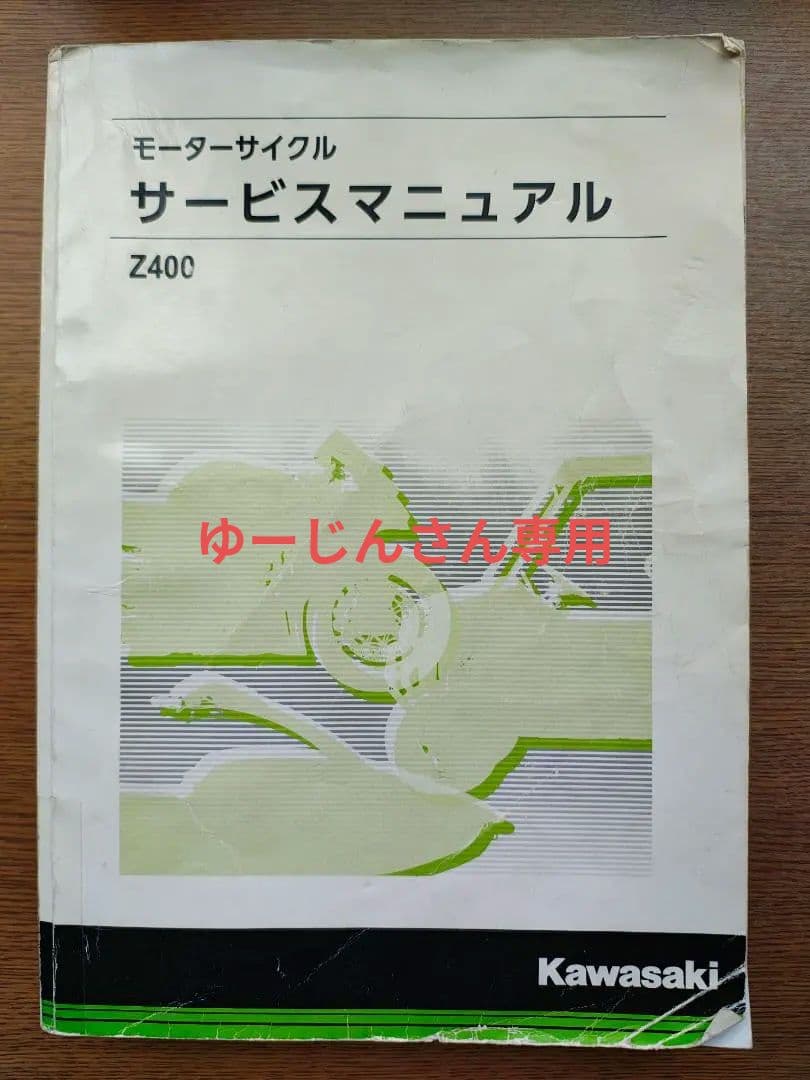 モーターサイクル
サービスマニュアル
Z400
ゆーじんさん専用
Kawasaki